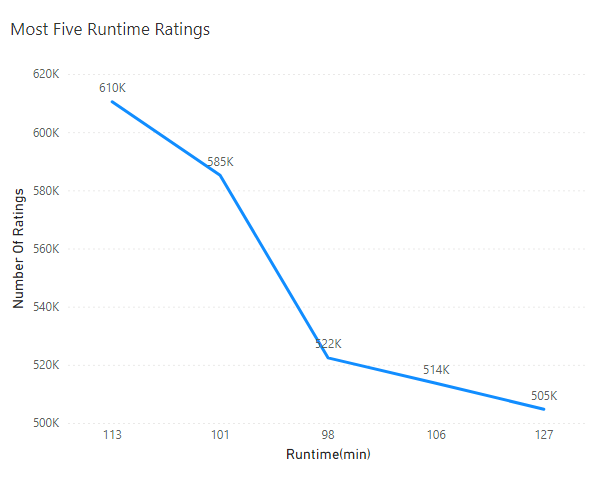 Most Five Runtime Ratings
620K
610K
600K
585K
580K
560K
540K
522K
520K
514K
505K
500K
113 101 98 106 127
Runtime(min)
Number Of Ratings